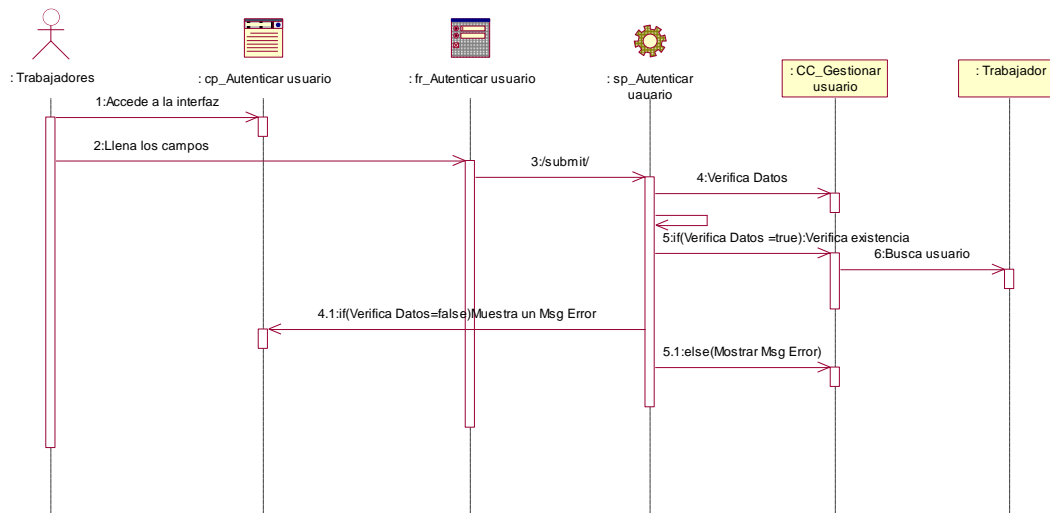 : Trabajadores
: cp_Autenticar usuario
: fr_Autenticar usuario
: sp_Autenticar
uauario
: CC_Gestionar
usuario
: Trabajador
1:Accede a la interfaz
2:Llena los campos
3:/submit/
4:Verifica Datos
5:if(Verifica Datos =true):Verifica existencia
6:Busca usuario
4.1:if(Verifica Datos=false)Muestra un Msg Error
5.1:else(Mostrar Msg Error)